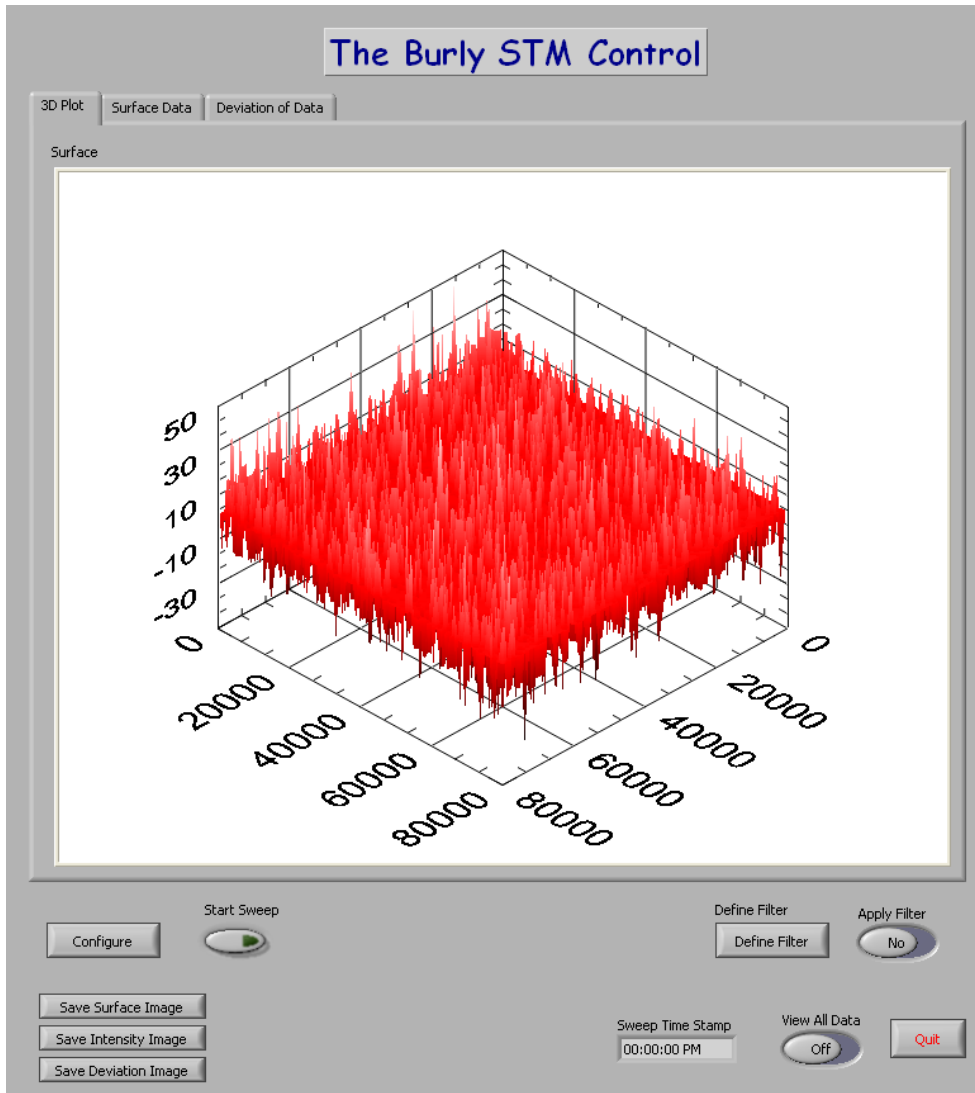 The Burly STM Control
3D Plot Surface Data Deviation of Data
Surface
50
30
10
-10
-30
0
20000
40000
60000
80000
0
20000
40000
60000
80000
Start Sweep
Configure
Define Filter
Define Filter
Apply Filter
No
Save Surface Image
Save Intensity Image
Save Deviation Image
Sweep Time Stamp
00:00:00 PM
View All Data
Off
Quit